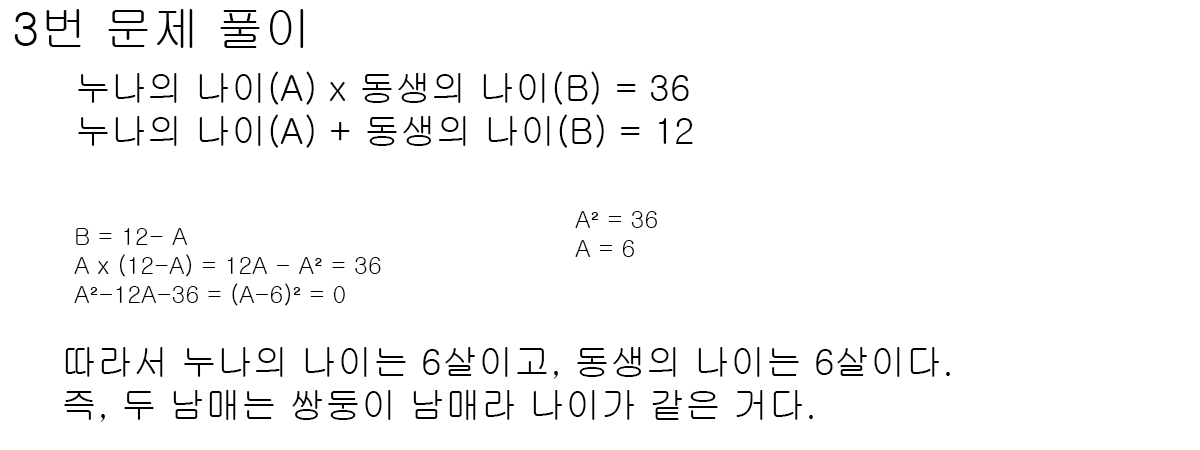 3번 문제 풀이
누나의 나이(A) x 동생의 나이(B) = 36
누나의 나이(A) + 동생의 나이(B) = 12
B = 12- A
A x (12-A) = 12A - A² = 36
A²-12A-36 = (A-6)² = 0
A² = 36
A = 6
따라서 누나의 나이는 6살이고, 동생의 나이는 6살이다.
즉, 두 남매는 쌍둥이 남매라 나이가 같은 거다.